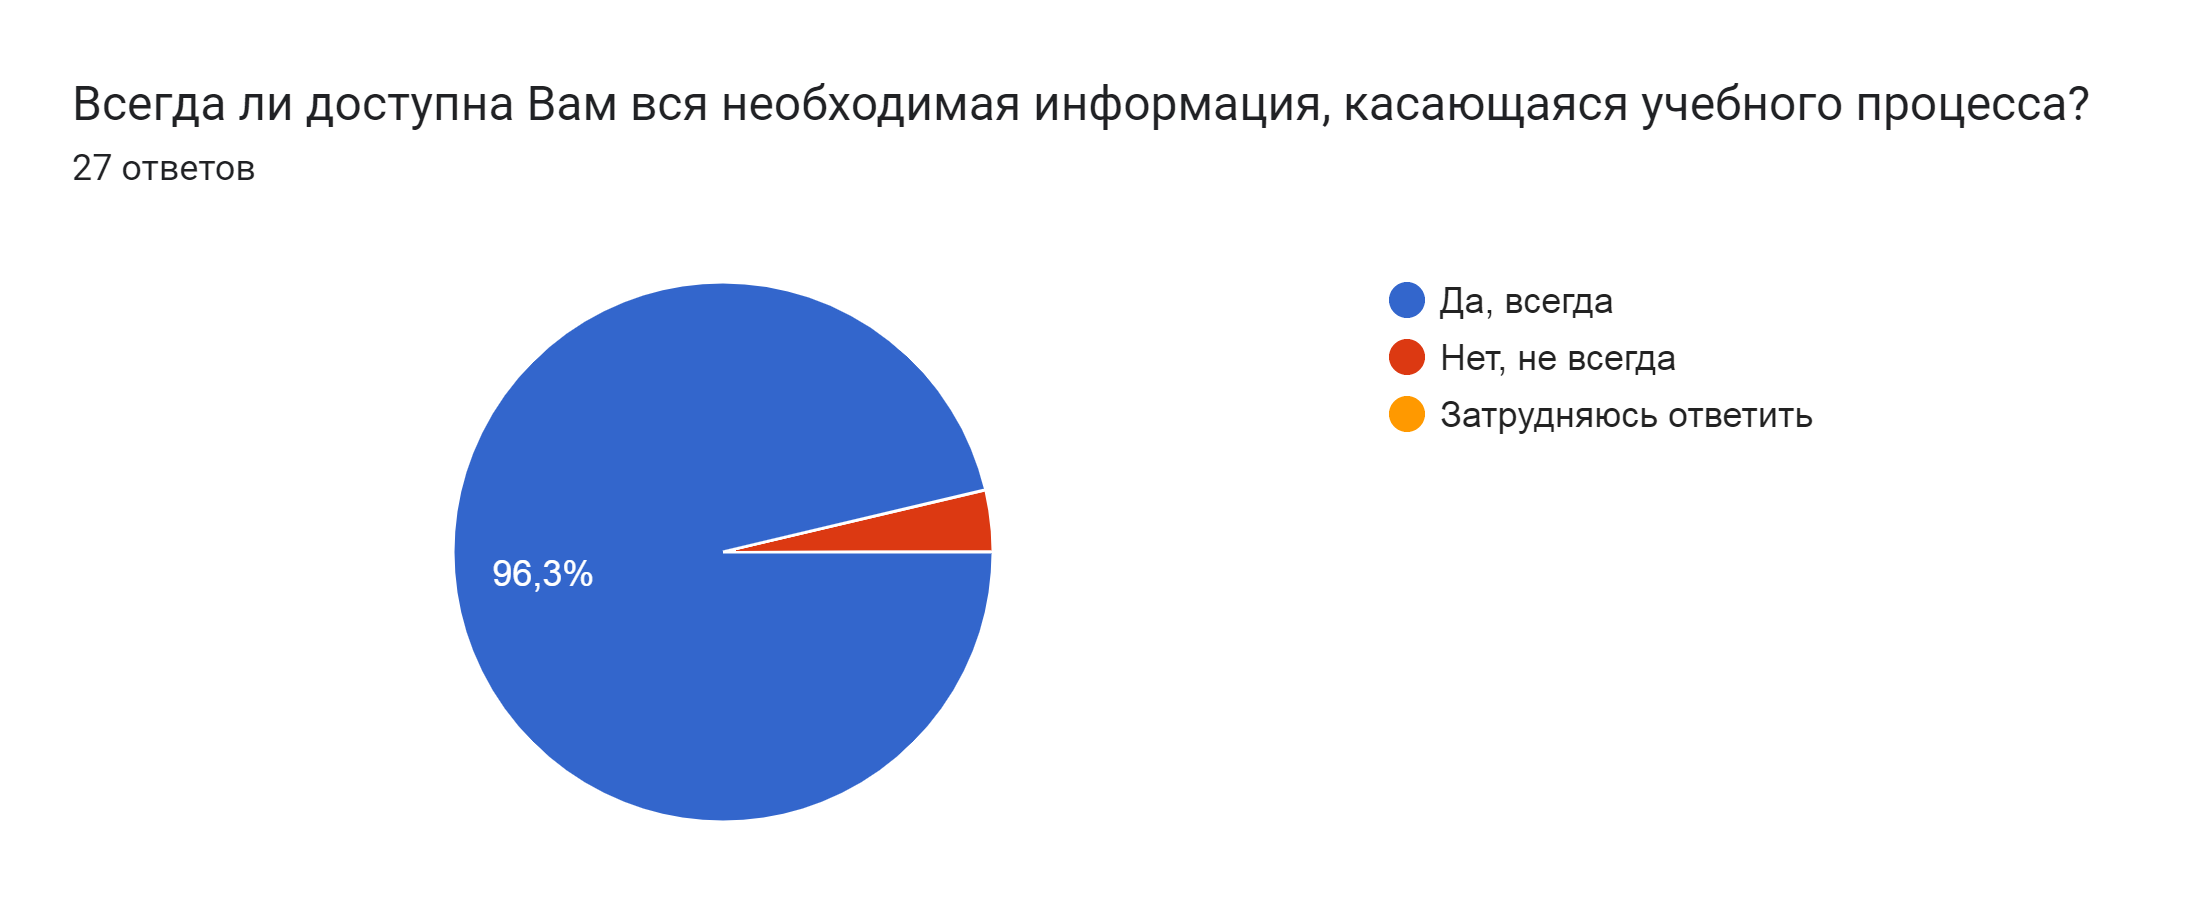 Всегда ли доступна Вам вся необходимая информация, касающаяся учебного процесса?
27 ответов
Да, всегда
Нет, не всегда
Затрудняюсь ответить
96,3%